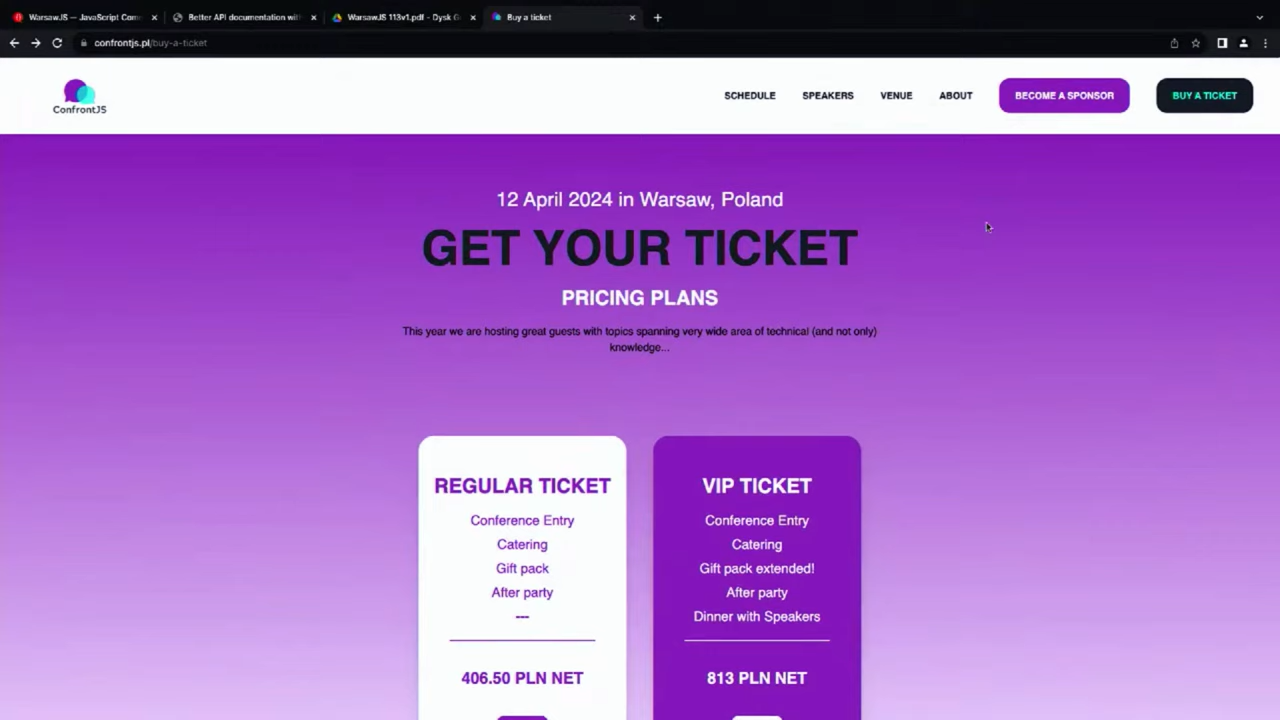 WarsawJS — JavaScript Com
Better API documentation with
WarsawJS 113v1.pdf - Dysk G
Buy a ticket
confrontjs.pl/buy-a-ticket
ConfrontJS
SCHEDULE
SPEAKERS
VENUE
ABOUT
BECOME A SPONSOR
BUY A TICKET
12 April 2024 in Warsaw, Poland
GET YOUR TICKET
PRICING PLANS
This year we are hosting great guests with topics spanning very wide area of technical (and not only)
knowledge...
REGULAR TICKET
Conference Entry
Catering
Gift pack
After party
---
406.50 PLN NET
VIP TICKET
Conference Entry
Catering
Gift pack extended!
After party
Dinner with Speakers
813 PLN NET